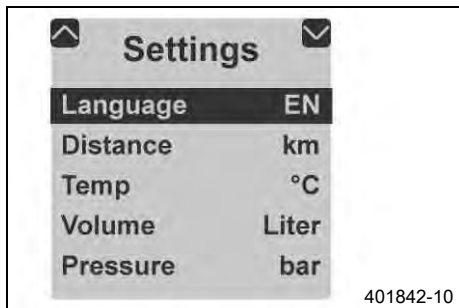 Settings
Language EN
Distance km
Temp °C
Volume Liter
Pressure bar
401842-10